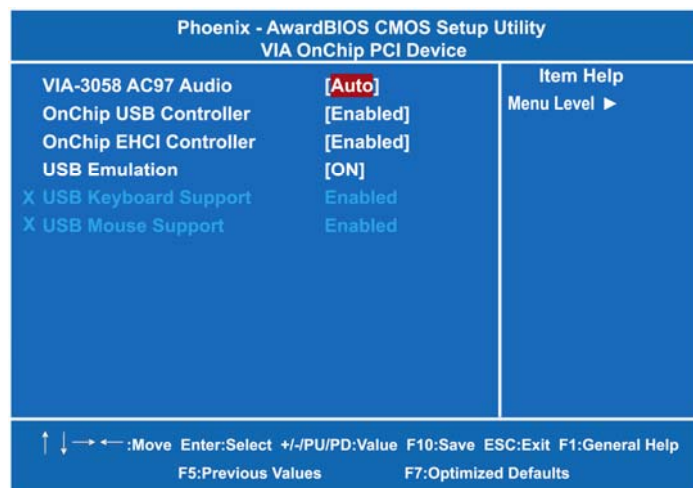 Phoenix - AwardBIOS CMOS Setup Utility
VIA OnChip PCI Device
VIA-3058 AC97 Audio [Auto]
OnChip USB Controller [Enabled]
OnChip EHCI Controller [Enabled]
USB Emulation [ON]
X USB Keyboard Support Enabled
X USB Mouse Support Enabled
Item Help
Menu Level ►
↑ ↓ → ← :Move Enter:Select +/-/PU/PD:Value F10:Save ESC:Exit F1:General Help
F5:Previous Values F7:Optimized Defaults